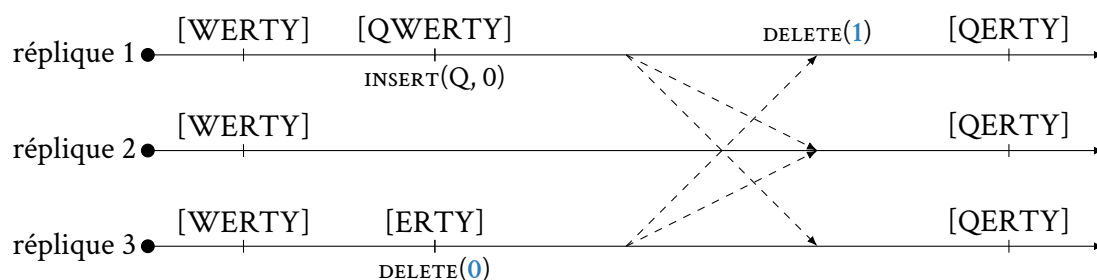 [WERTY] [QWERTY] DELETE(1) [QERTY]
réplique 1
INSERT(Q, 0)
[WERTY] [QERTY]
réplique 2
[WERTY] [ERTY] [QERTY]
réplique 3
DELETE(0)